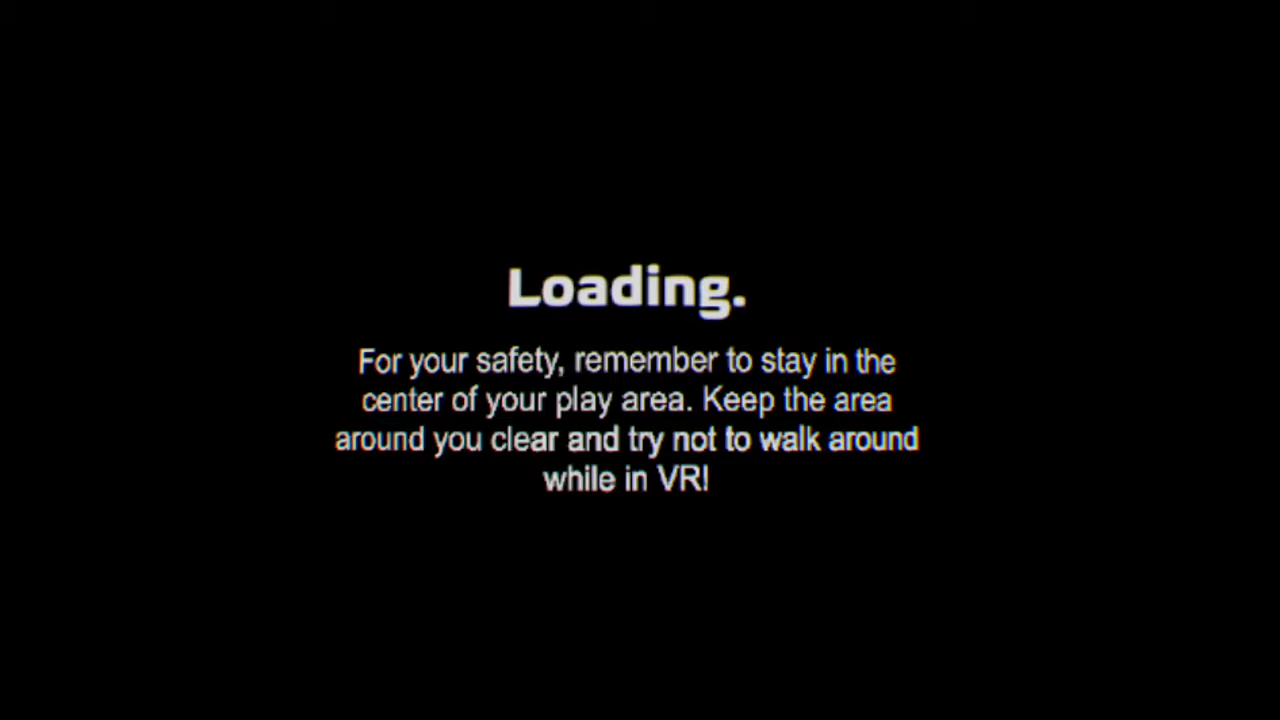 Loading.
For your safety, remember to stay in the
center of your play area. Keep the area
around you clear and try not to walk around
while in VR!